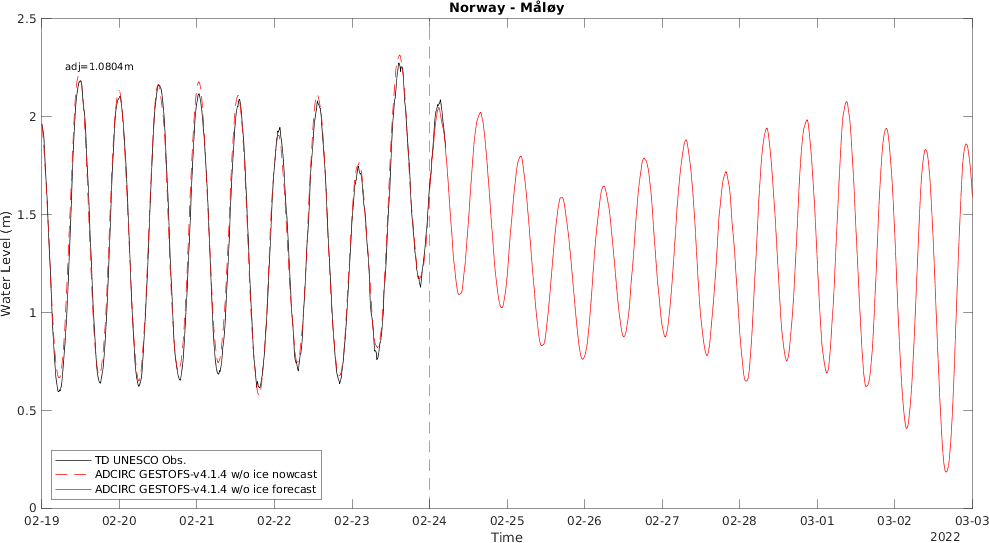 Norway - Måløy
2.5
adj=1.0804m
2
1.5
Water Level (m)
1
0.5
TD UNESCO Obs.
ADCIRC GESTOFS-v4.1.4 w/o ice nowcast
ADCIRC GESTOFS-v4.1.4 w/o ice forecast
0
02-19 02-20 02-21 02-22 02-23 02-24 02-25 02-26 02-27 02-28 03-01 03-02 03-03
Time
2022